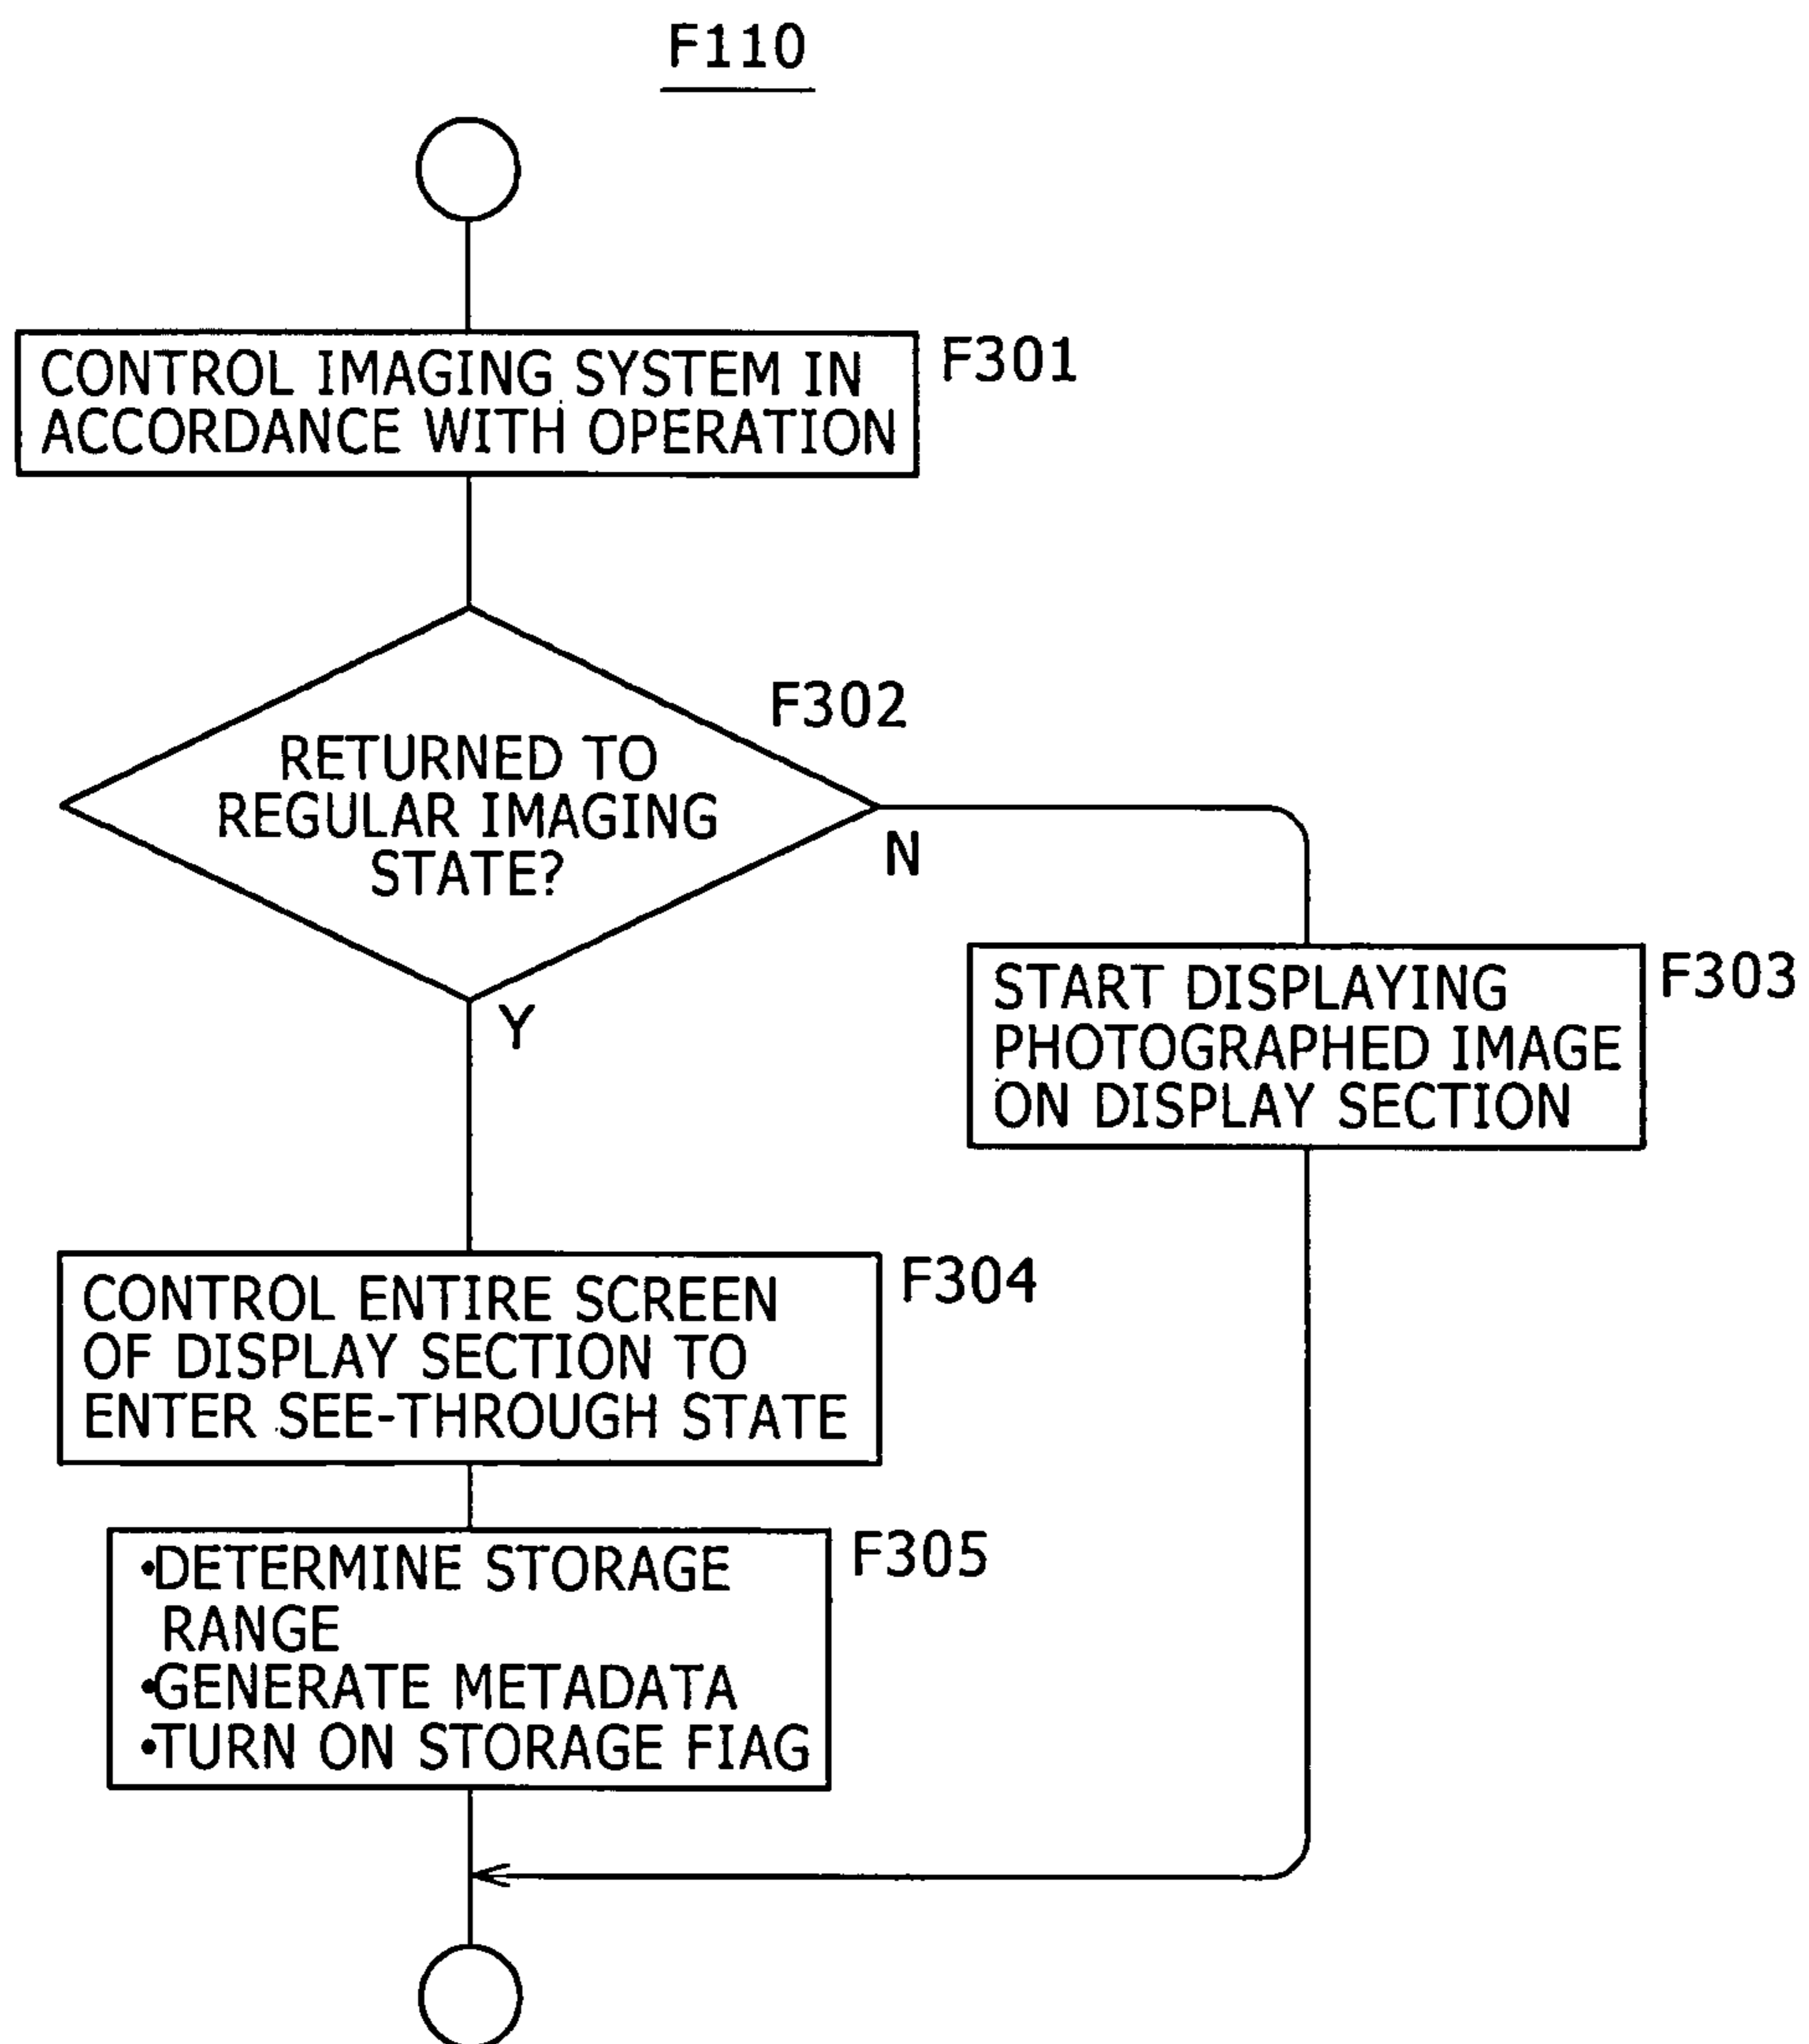 F110
CONTROL IMAGING SYSTEM IN
ACCORDANCE WITH OPERATION
F301
F302
RETURNED TO
REGULAR IMAGING
STATE?
N
Y
START DISPLAYING
PHOTOGRAPHED IMAGE
ON DISPLAY SECTION
F303
CONTROL ENTIRE SCREEN
OF DISPLAY SECTION TO
ENTER SEE-THROUGH STATE
F304
•DETERMINE STORAGE
RANGE
•GENERATE METADATA
•TURN ON STORAGE FIAG
F305